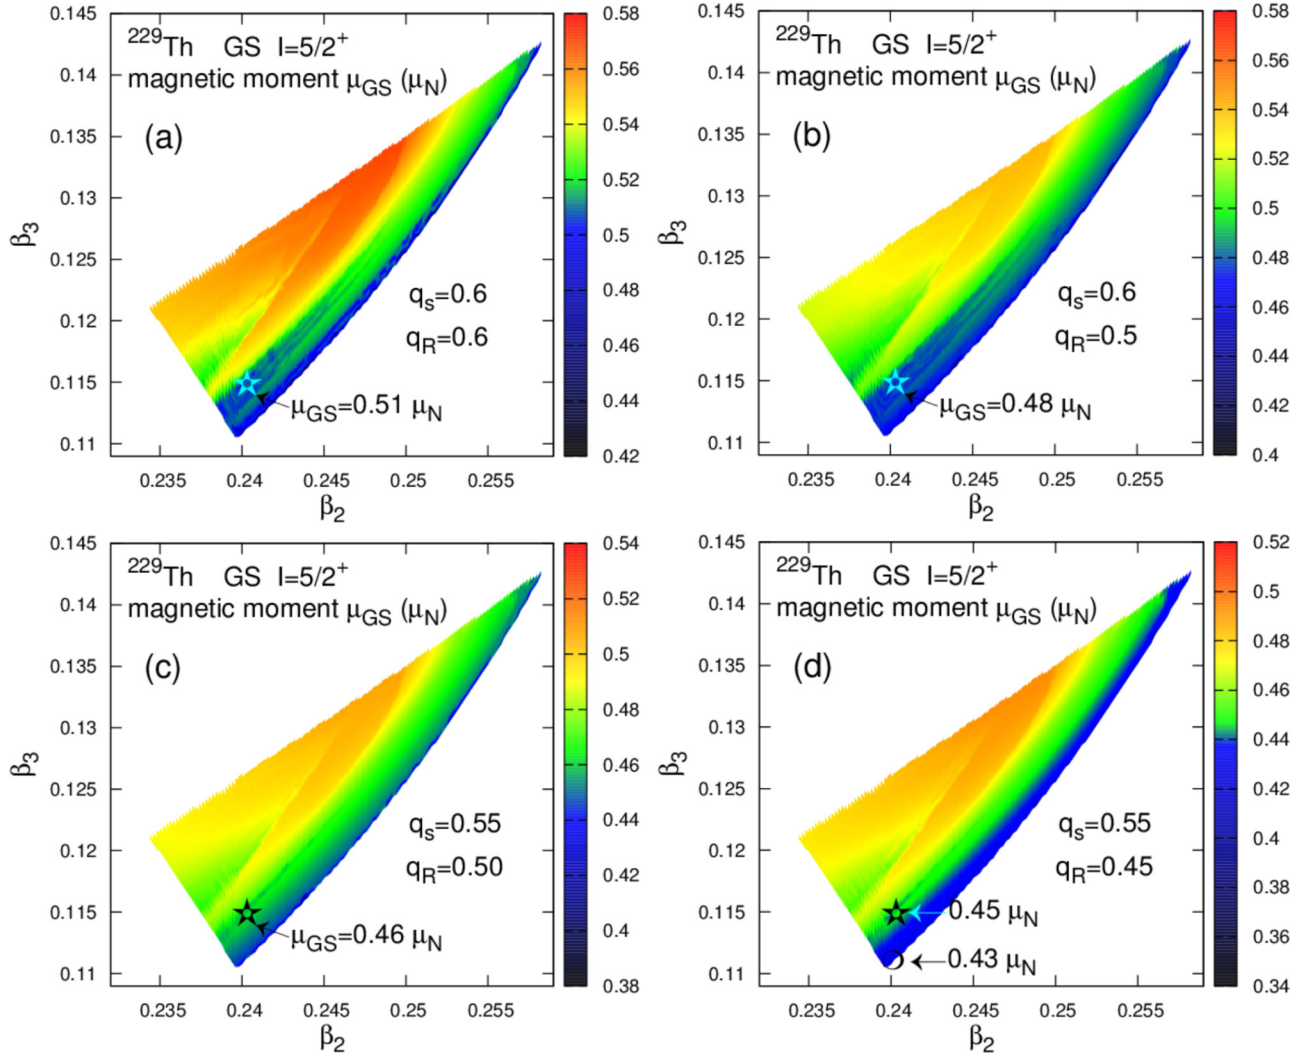 0.145
0.14
0.135
0.13
0.125
0.12
0.115
0.11
β3
229Th GS I=5/2+
magnetic moment μGS (μN)
(a)
qs=0.6
qR=0.6
μGS=0.51 μN
0.235 0.24 0.245 0.25 0.255
β2
0.58
0.56
0.54
0.52
0.5
0.48
0.46
0.44
0.42
0.145
0.14
0.135
0.13
0.125
0.12
0.115
0.11
β3
229Th GS I=5/2+
magnetic moment μGS (μN)
(b)
qs=0.6
qR=0.5
μGS=0.48 μN
0.235 0.24 0.245 0.25 0.255
β2
0.58
0.56
0.54
0.52
0.5
0.48
0.46
0.44
0.42
0.4
0.145
0.14
0.135
0.13
0.125
0.12
0.115
0.11
β3
229Th GS I=5/2+
magnetic moment μGS (μN)
(c)
qs=0.55
qR=0.50
μGS=0.46 μN
0.235 0.24 0.245 0.25 0.255
β2
0.54
0.52
0.5
0.48
0.46
0.44
0.42
0.4
0.38
0.145
0.14
0.135
0.13
0.125
0.12
0.115
0.11
β3
229Th GS I=5/2+
magnetic moment μGS (μN)
(d)
qs=0.55
qR=0.45
0.45 μN
0.43 μN
0.235 0.24 0.245 0.25 0.255
β2
0.52
0.5
0.48
0.46
0.44
0.42
0.4
0.38
0.36
0.34